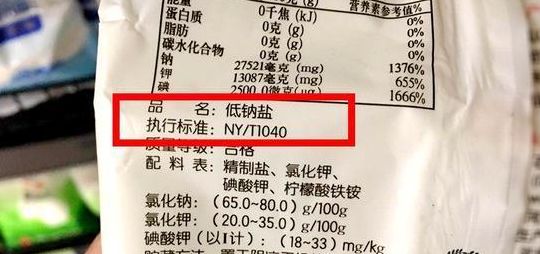 能量 0千焦 (kJ) 0%
营养素参考值%
蛋白质 0克 (g) 0%
脂肪 0克 (g) 0%
碳水化合物 0克 (g) 0%
钠 27521毫克 (mg) 1376%
钾 13087毫克 (mg) 655%
碘 2500.0微克(μg) 1666%
品 名: 低钠盐
执行标准: NY/T1040
质量等级: 合格
配 料 表: 精制盐、氯化钾、
碘酸钾、柠檬酸铁铵
氯化钠: (65.0~80.0) g/100g
氯化钾: (20.0~35.0) g/100g
碘酸钾 (以I计): (18~33) mg/kg